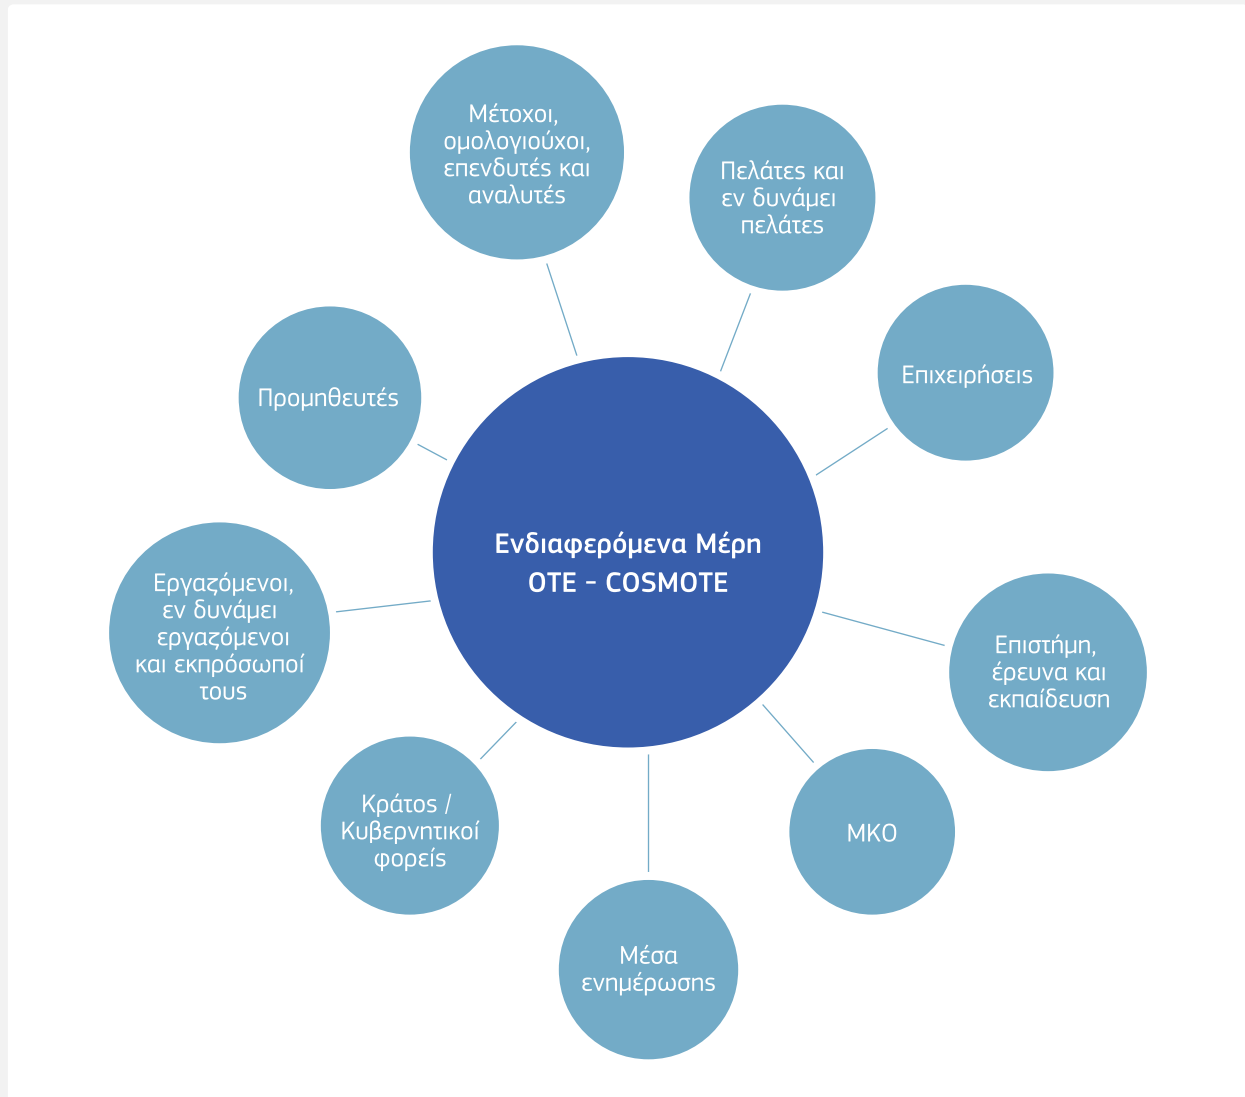 Μέτοχοι,
ομολογιούχοι,
επενδυτές και
αναλυτές
Πελάτες και
εν δυνάμει
πελάτες
Επιχειρήσεις
Προμηθευτές
Ενδιαφερόμενα Μέρη
ΟΤΕ - COSMOTE
Εργαζόμενοι,
εν δυνάμει
εργαζόμενοι
και εκπρόσωποί
τους
Επιστήμη,
έρευνα και
εκπαίδευση
Κράτος /
Κυβερνητικοί
φορείς
ΜΚΟ
Μέσα
ενημέρωσης